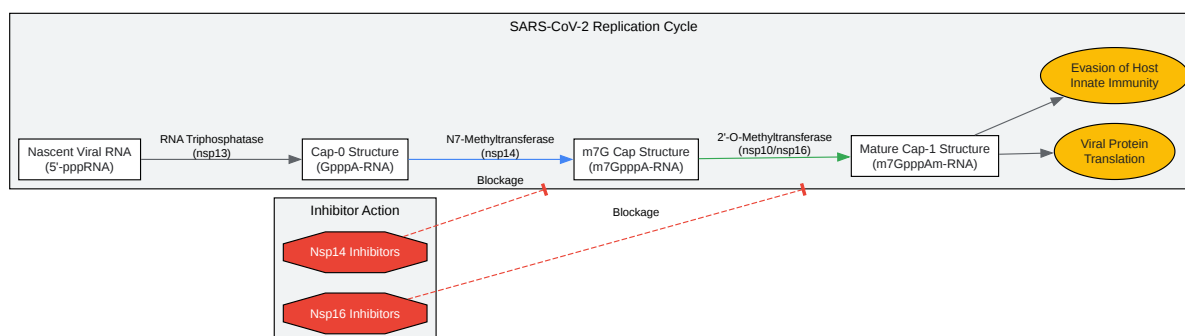 SARS-CoV-2 Replication Cycle
Evasion of Host
Innate Immunity
Nascent Viral RNA
(5'-pppRNA)
RNA Triphosphatase
(nsp13)
Cap-0 Structure
(GpppA-RNA)
N7-Methyltransferase
(nsp14)
m7G Cap Structure
(m7GpppA-RNA)
2'-O-Methyltransferase
(nsp10/nsp16)
Mature Cap-1 Structure
(m7GpppAm-RNA)
Viral Protein
Translation
Blockage
Blockage
Inhibitor Action
Nsp14 Inhibitors
Nsp16 Inhibitors